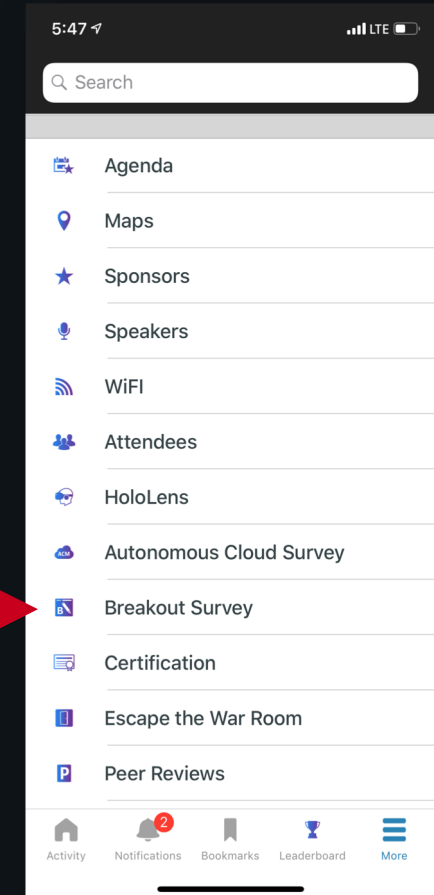 5:47
LTE
Search
Agenda
Maps
Sponsors
Speakers
WiFI
Attendees
HoloLens
ACM
Autonomous Cloud Survey
B
Breakout Survey
Certification
Escape the War Room
P
Peer Reviews
2
Activity
Notifications
Bookmarks
Leaderboard
More